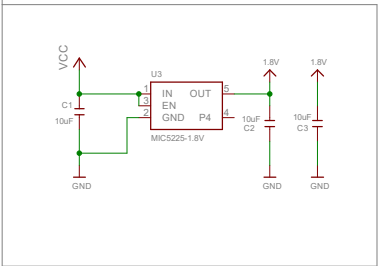 VCC
1.8V
1.8V
U3
1 IN OUT 5
3 EN
2 GND P4 4
C1
10uF
10uF
C2
10uF
C3
MIC5225-1.8V
GND
GND
GND